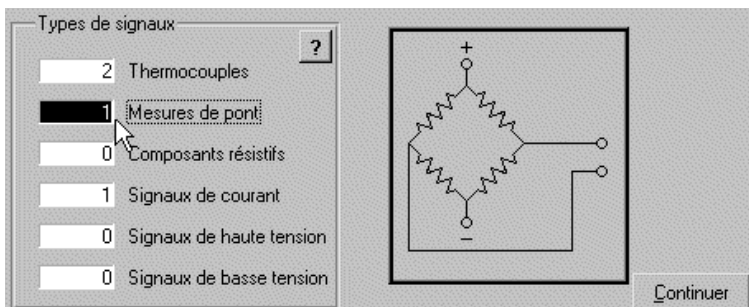 Types de signaux
?
2 Thermocouples
1 Mesures de pont
0 Composants résistifs
1 Signaux de courant
0 Signaux de haute tension
0 Signaux de basse tension
+
−
Continuer